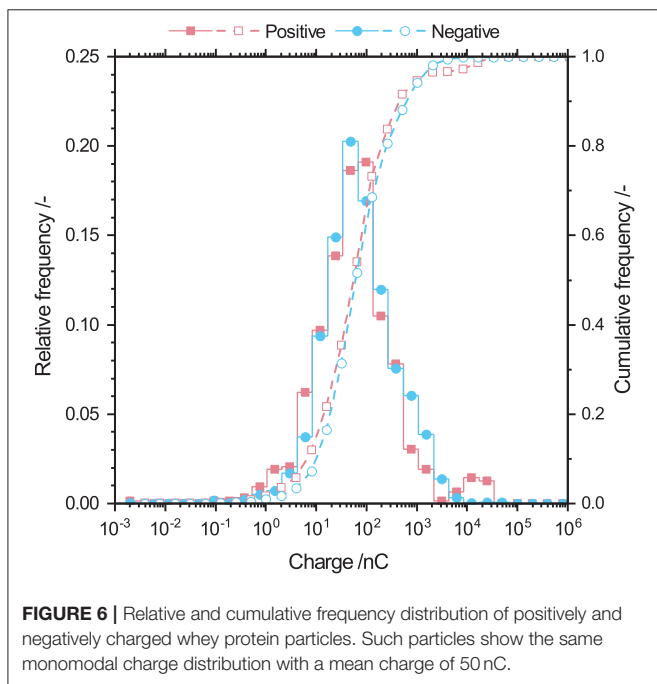 Positive Negative
0.25
0.20
0.15
0.10
0.05
0.00
Relative frequency /-
1.0
0.8
0.6
0.4
0.2
0.0
Cumulative frequency /-
10⁻³ 10⁻² 10⁻¹ 10⁰ 10¹ 10² 10³ 10⁴ 10⁵ 10⁶
Charge /nC
FIGURE 6 | Relative and cumulative frequency distribution of positively and
negatively charged whey protein particles. Such particles show the same
monomodal charge distribution with a mean charge of 50 nC.